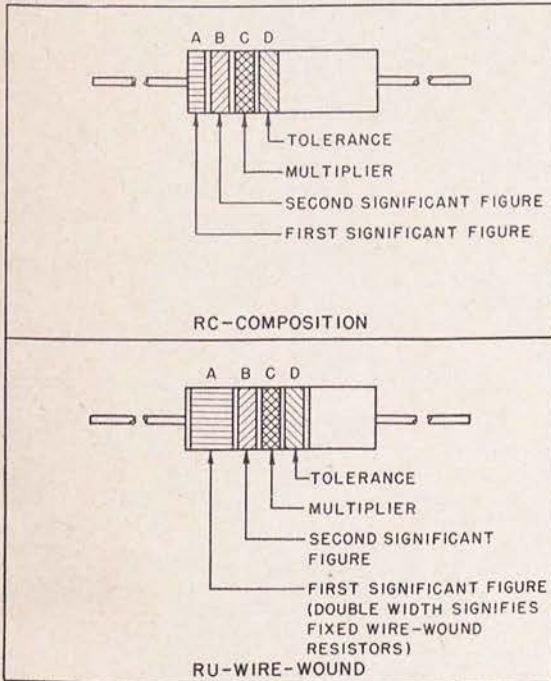 A B C D
TOLERANCE
MULTIPLIER
SECOND SIGNIFICANT FIGURE
FIRST SIGNIFICANT FIGURE
RC-COMPOSITION
A B C D
TOLERANCE
MULTIPLIER
SECOND SIGNIFICANT
FIGURE
FIRST SIGNIFICANT FIGURE
(DOUBLE WIDTH SIGNIFIES
FIXED WIRE-WOUND
RESISTORS)
RU-WIRE-WOUND